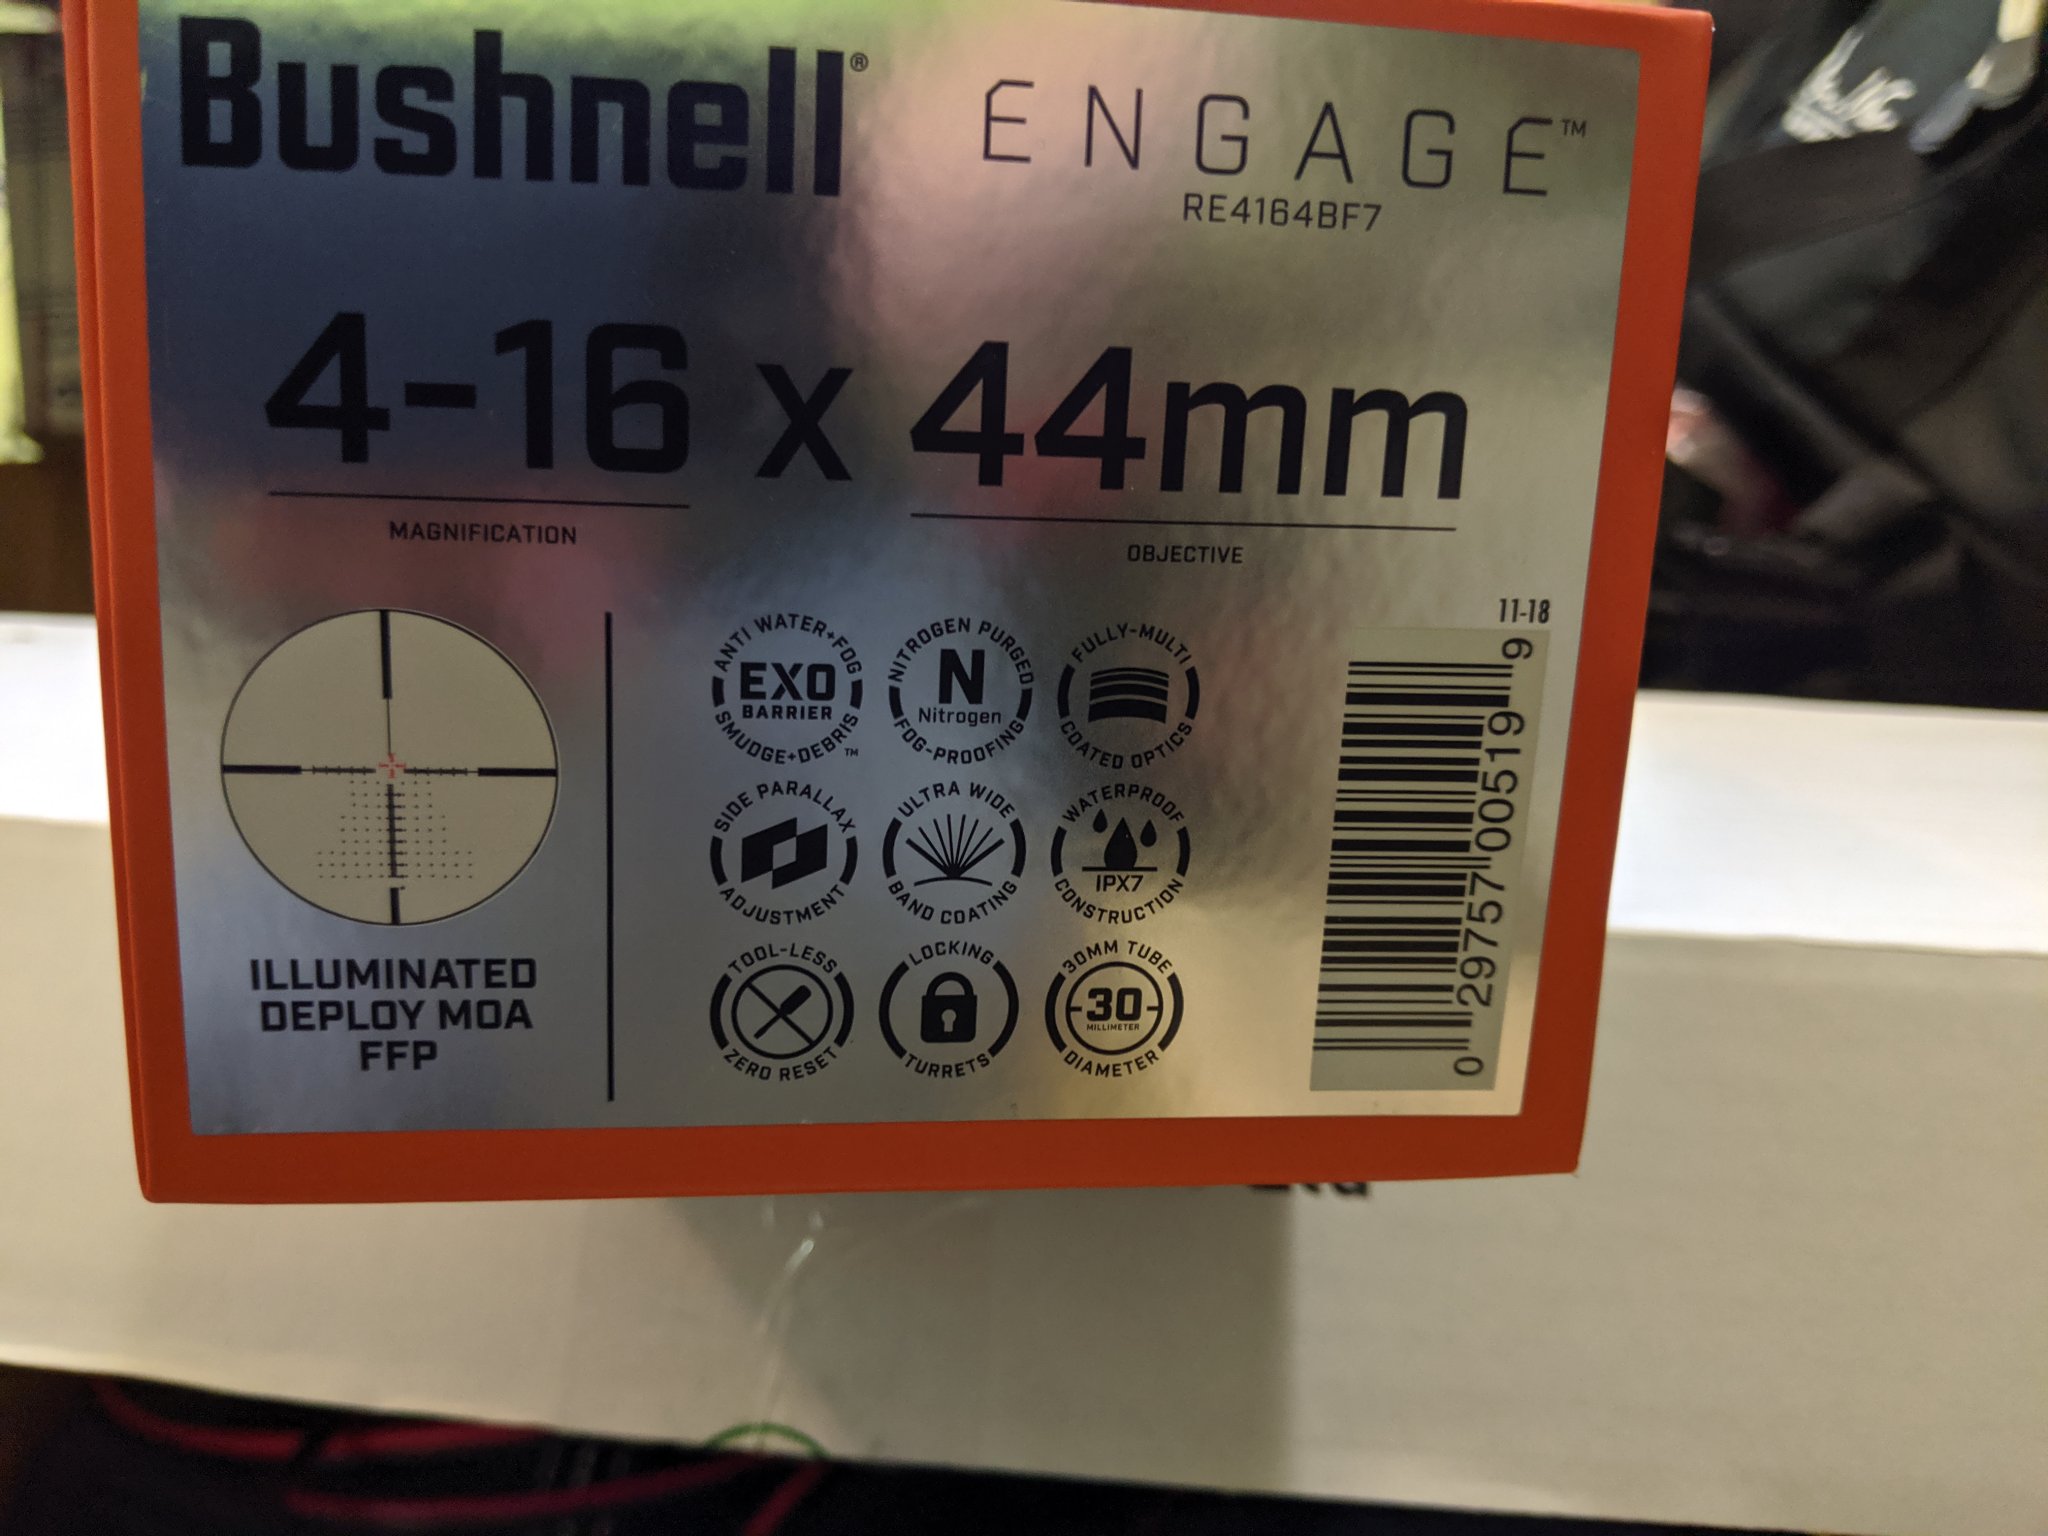 Bushnell®
ENGAGE™
RE4164BF7
4-16 x 44mm
MAGNIFICATION
OBJECTIVE
ILLUMINATED
DEPLOY MOA
FFP
ANTI WATER+FOG
EXO
BARRIER
SMUDGE+DEBRIS™
NITROGEN PURGED
N
Nitrogen
FOG-PROOFING
FULLY-MULTI
COATED OPTICS
SIDE PARALLAX
ADJUSTMENT
ULTRA WIDE
BAND COATING
WATERPROOF
IPX7
CONSTRUCTION
TOOL-LESS
ZERO RESET
LOCKING
TURRETS
30MM TUBE
30
MILLIMETER
DIAMETER
11-18
0 29757 00519 9